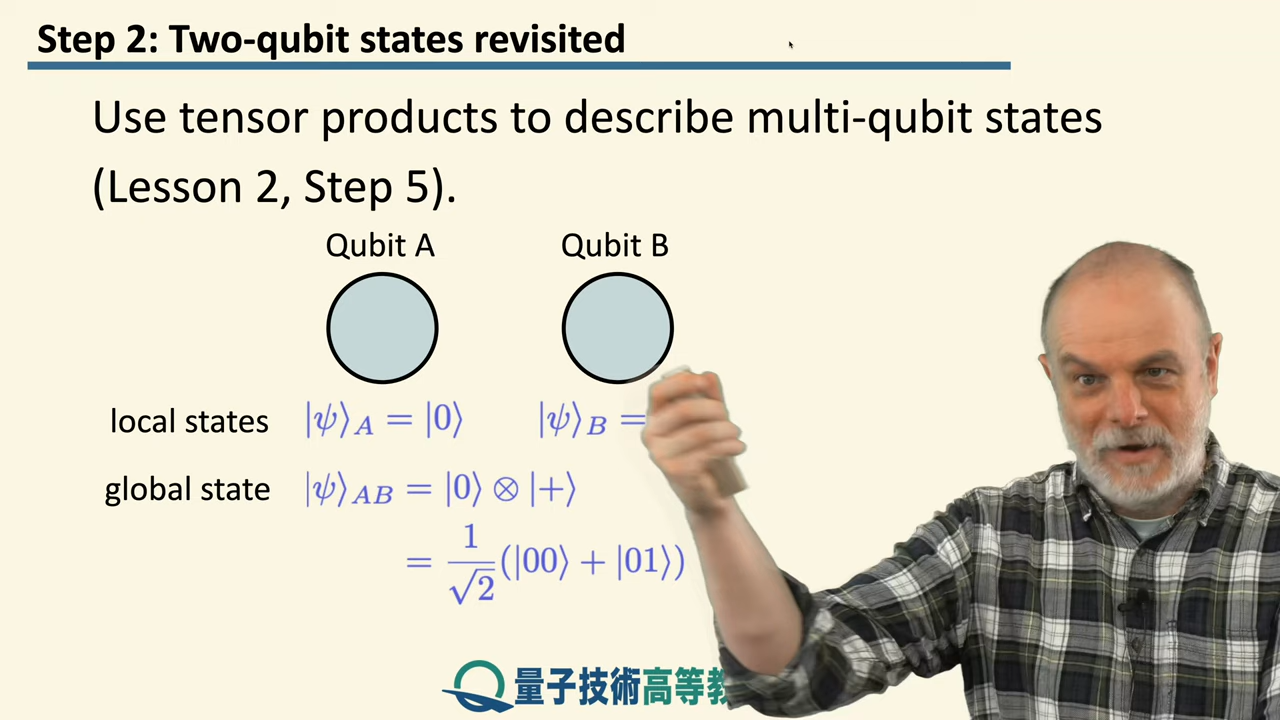 Step 2: Two-qubit states revisited
Use tensor products to describe multi-qubit states
(Lesson 2, Step 5).
Qubit A Qubit B
local states |ψ⟩_A = |0⟩ |ψ⟩_B =
global state |ψ⟩_AB = |0⟩ ⊗ |+⟩
= \frac{1}{\sqrt{2}}(|00⟩ + |01⟩)
量子技術高等教